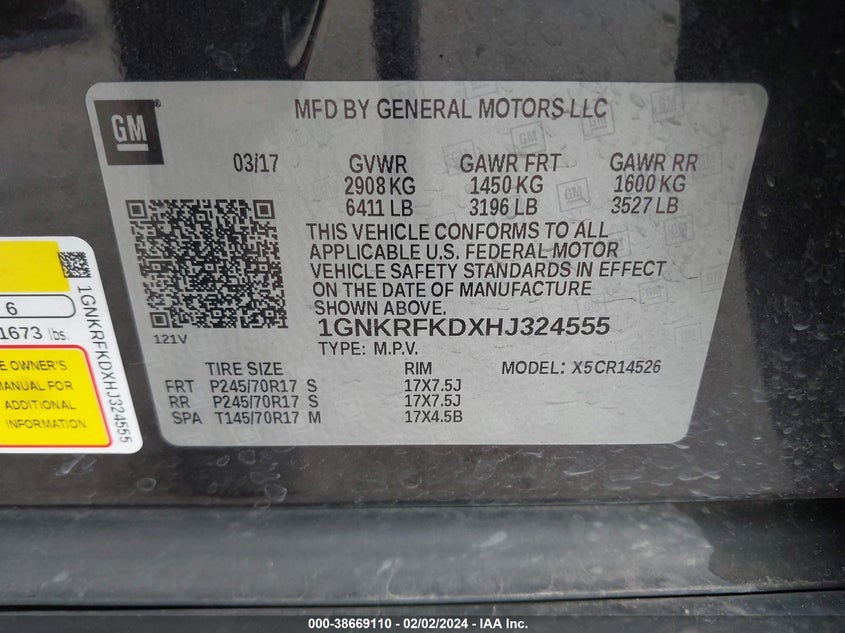 GM
MFD BY GENERAL MOTORS LLC
03/17 GVWR GAWR FRT GAWR RR
2908 KG 1450 KG 1600 KG
6411 LB 3196 LB 3527 LB
THIS VEHICLE CONFORMS TO ALL
APPLICABLE U.S. FEDERAL MOTOR
VEHICLE SAFETY STANDARDS IN EFFECT
ON THE DATE OF MANUFACTURE
SHOWN ABOVE.
1GNKRFKDXHJ324555
121V
TYPE: M.P.V.
TIRE SIZE RIM MODEL: X5CR14526
FRT P245/70R17 S 17X7.5J
RR P245/70R17 S 17X7.5J
SPA T145/70R17 M 17X4.5B
6
1673 lbs.
E OWNER'S
MANUAL FOR
ADDITIONAL
INFORMATION
1GNKRFKDXHJ324555
000-38669110 - 02/02/2024 - IAA Inc.